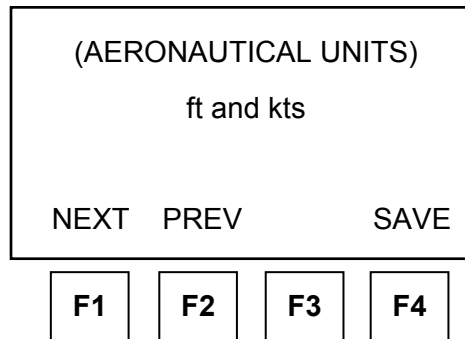 (AERONAUTICAL UNITS)
ft and kts
NEXT PREV SAVE
F1 F2 F3 F4